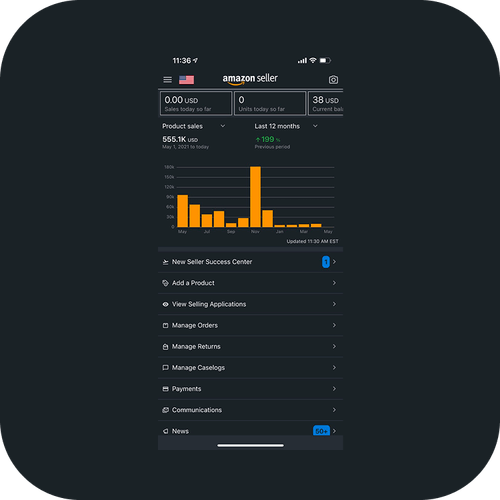 11:36
amazon seller
0.00 USD
Sales today so far
0
Units today so far
38 USD
Current bal
Product sales
Last 12 months
555.1K USD
May 1, 2021 to today
199 %
Previous period
180k
150k
120k
90k
60k
30k
0
May Jul Sep Nov Jan Mar May
Updated 11:30 AM EST
New Seller Success Center 1
Add a Product
View Selling Applications
Manage Orders
Manage Returns
Manage Caselogs
Payments
Communications
News 50+